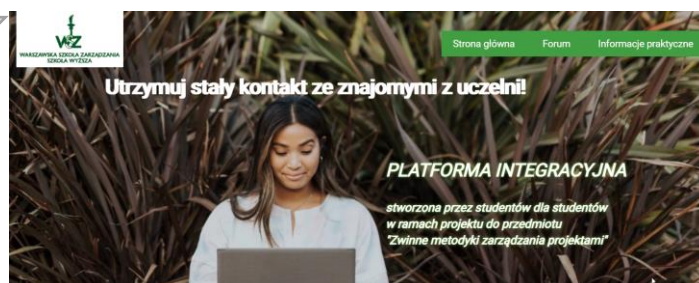 WSZ
WARSZAWSKA SZKOŁA ZARZĄDZANIA
SZKOŁA WYŻSZA
Strona główna Forum Informacje praktyczne
Utrzymuj stały kontakt ze znajomymi z uczelni!
PLATFORMA INTEGRACYJNA
stworzona przez studentów dla studentów
w ramach projektu do przedmiotu
"Zwinne metodyki zarządzania projektami"